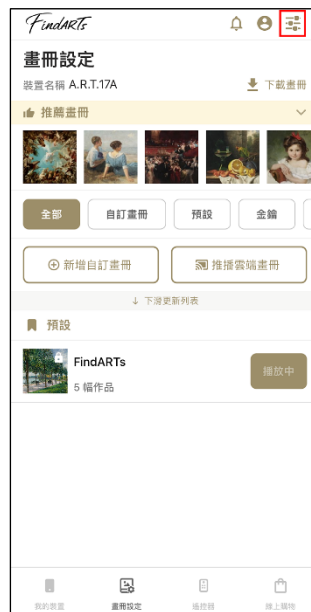 FindARTs
畫冊設定
裝置名稱 A.R.T.17A
下載畫冊
推薦畫冊
全部 自訂畫冊 預設 金鑰
新增自訂畫冊 推播雲端畫冊
↓ 下滑更新列表
預設
FindARTs
5 幅作品
播放中
我的裝置 畫冊設定 遙控器 線上購物